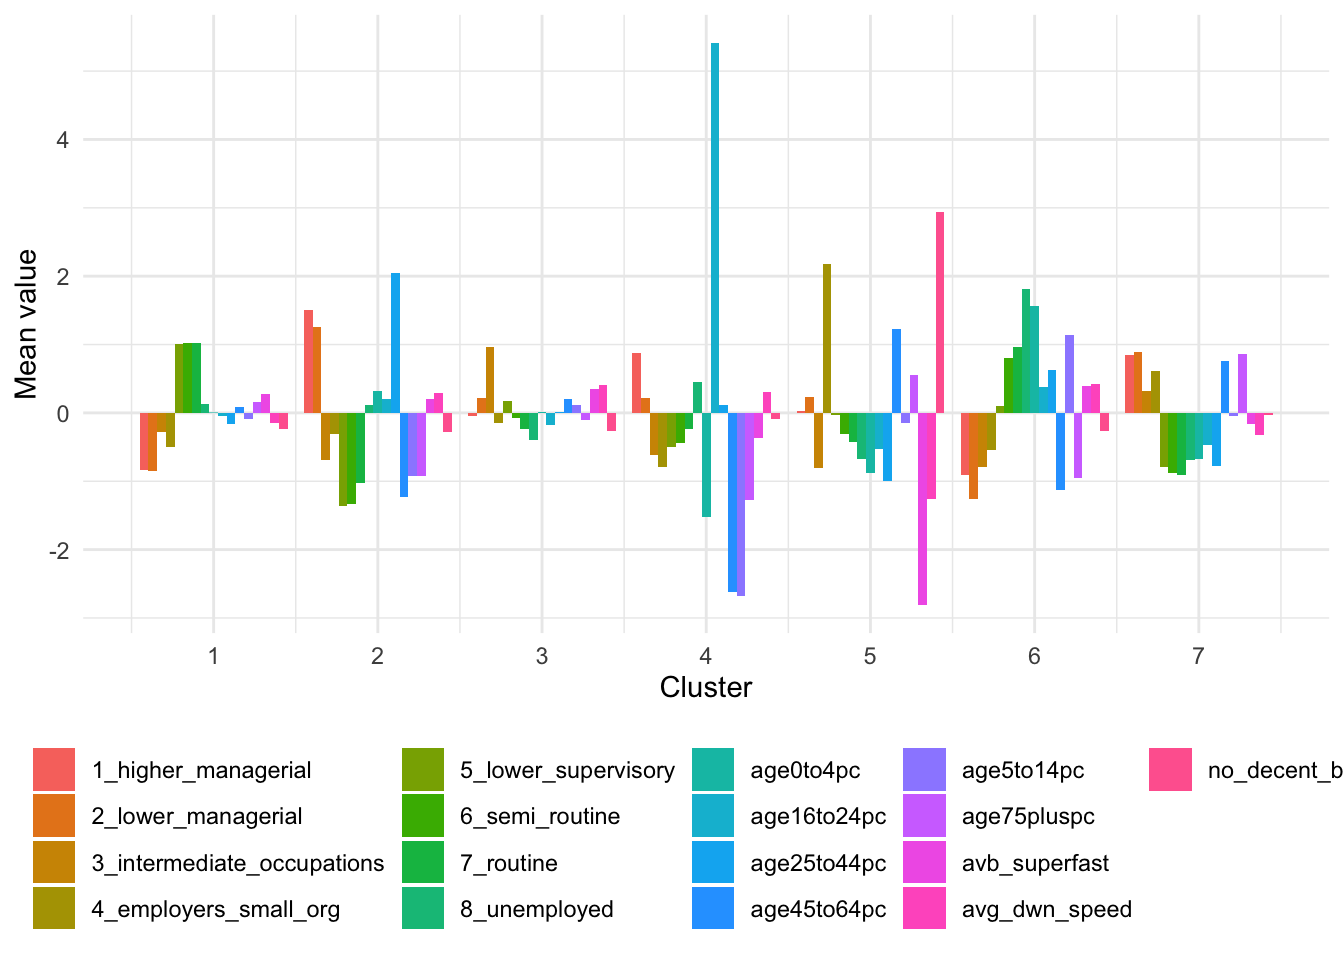 4
2
0
-2
Mean value
1 2 3 4 5 6 7
Cluster
1_higher_managerial 5_lower_supervisory age0to4pc age5to14pc no_decent_b
2_lower_managerial 6_semi_routine age16to24pc age75pluspc
3_intermediate_occupations 7_routine age25to44pc avb_superfast
4_employers_small_org 8_unemployed age45to64pc avg_dwn_speed